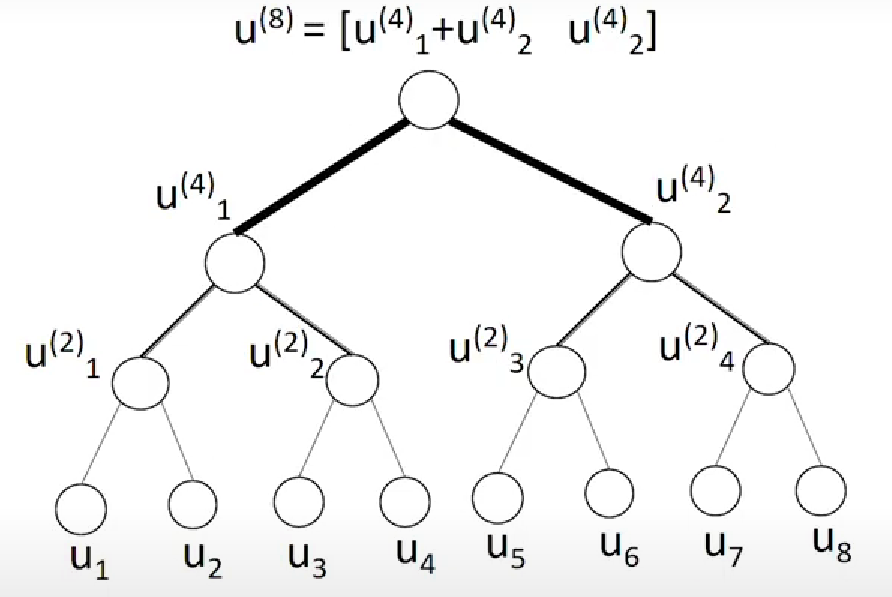 u⁽⁸⁾ = [u⁽⁴⁾₁+u⁽⁴⁾₂ u⁽⁴⁾₂]
u⁽⁴⁾₁ u⁽⁴⁾₂
u⁽²⁾₁ u⁽²⁾₂ u⁽²⁾₃ u⁽²⁾₄
u₁ u₂ u₃ u₄ u₅ u₆ u₇ u₈